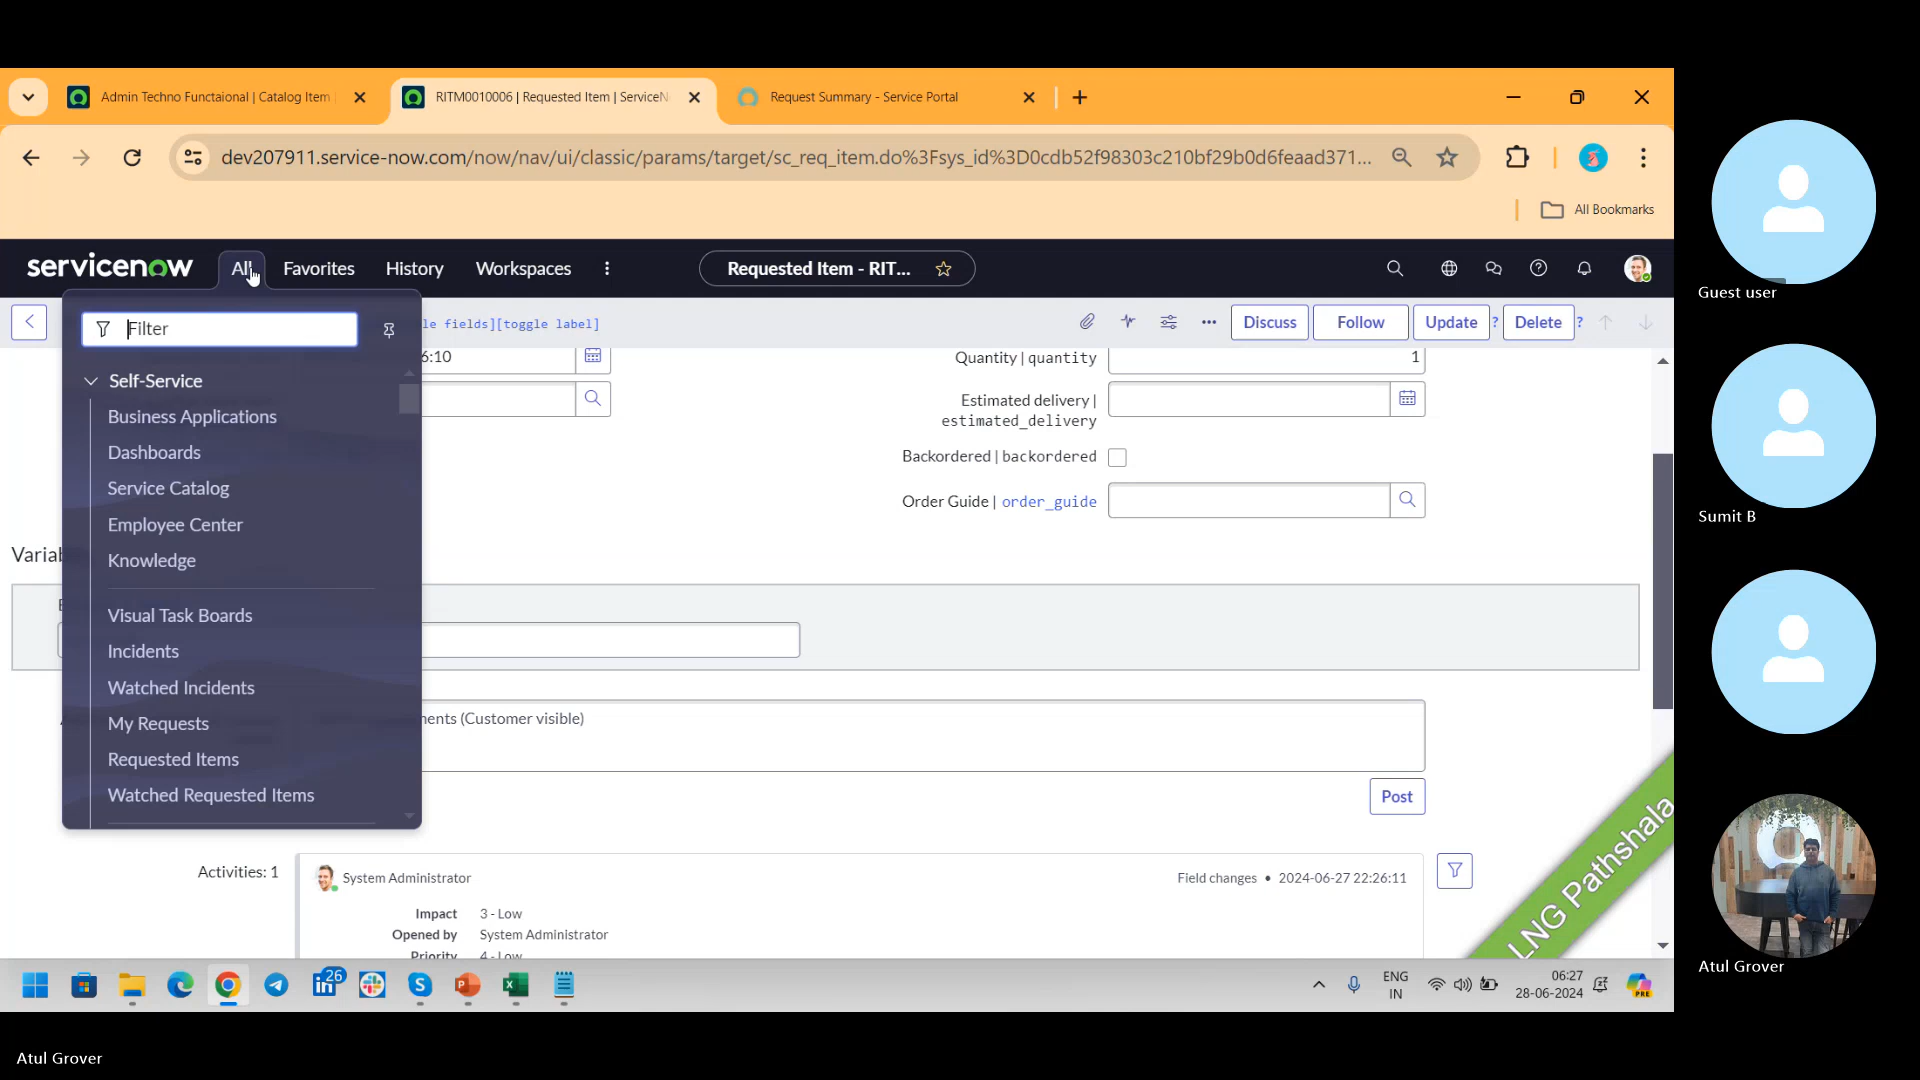 Admin Techno Functaional | Catalog Item
RITM0010006 | Requested Item | ServiceN
Request Summary - Service Portal
dev207911.service-now.com/now/nav/ui/classic/params/target/sc_req_item.do%3Fsys_id%3D0cdb52f98303c210bf29b0d6feaad371...
All Bookmarks
servicenow
All
Favorites
History
Workspaces
Requested Item - RIT...
Filter
le fields][toggle label]
Discuss
Follow
Update
?
Delete
?
6:10
Quantity | quantity
1
Self-Service
Business Applications
Dashboards
Service Catalog
Employee Center
Knowledge
Visual Task Boards
Incidents
Watched Incidents
My Requests
Requested Items
Watched Requested Items
Estimated delivery |
estimated_delivery
Backordered | backordered
Order Guide | order_guide
Variab
ments (Customer visible)
Post
Activities: 1
System Administrator
Field changes • 2024-06-27 22:26:11
Impact 3 - Low
Opened by System Administrator
Priority 4 - Low
LNG Pathshala
26
ENG
IN
06:27
28-06-2024
PRE
Guest user
Sumit B
Atul Grover
Atul Grover